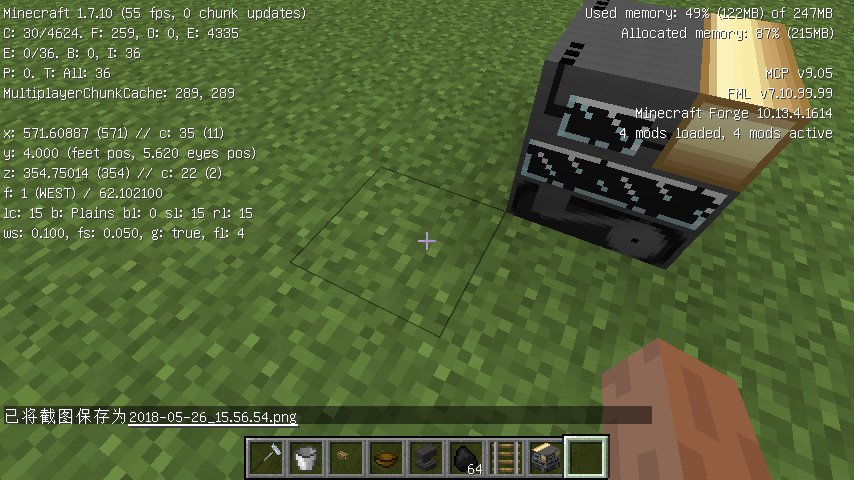 Minecraft 1.7.10 (55 fps, 0 chunk updates)
C: 30/4624. F: 259, O: 0, E: 4335
E: 0/36. B: 0, I: 36
P: 0. T: All: 36
MultiplayerChunkCache: 289, 289
x: 571.60887 (571) // c: 35 (11)
y: 4.000 (feet pos, 5.620 eyes pos)
z: 354.75014 (354) // c: 22 (2)
f: 1 (WEST) / 62.102100
lc: 15 b: Plains bl: 0 sl: 15 rl: 15
ws: 0.100, fs: 0.050, g: true, fl: 4
Used memory: 49% (122MB) of 247MB
Allocated memory: 87% (215MB)
MCP v9.05
FML v7.10.99.99
Minecraft Forge 10.13.4.1614
4 mods loaded, 4 mods active
已将截图保存为2018-05-26_15.56.54.png
64